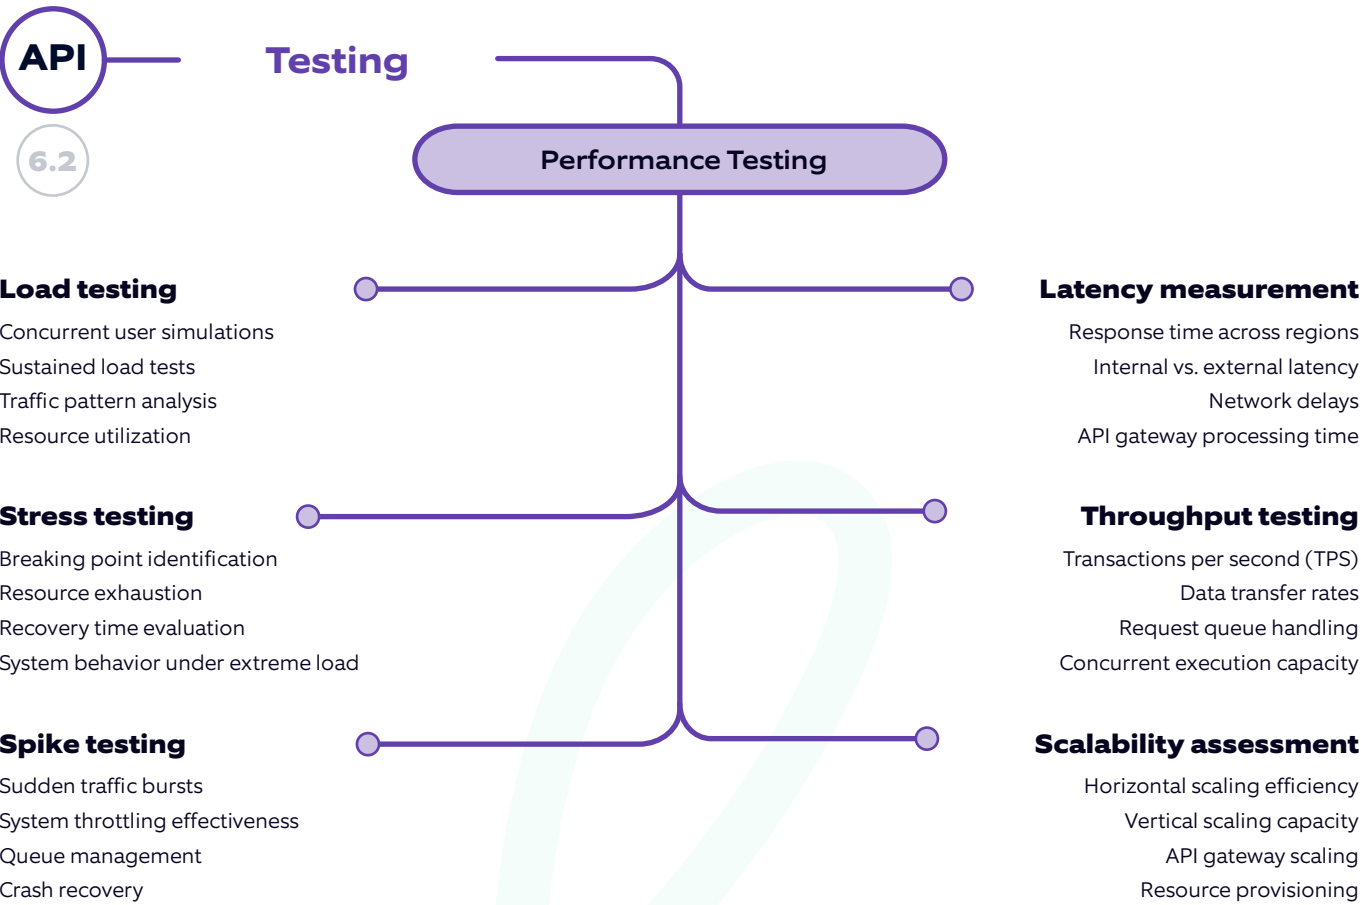 API
Testing
6.2
Performance Testing
Load testing
Concurrent user simulations
Sustained load tests
Traffic pattern analysis
Resource utilization
Stress testing
Breaking point identification
Resource exhaustion
Recovery time evaluation
System behavior under extreme load
Spike testing
Sudden traffic bursts
System throttling effectiveness
Queue management
Crash recovery
Latency measurement
Response time across regions
Internal vs. external latency
Network delays
API gateway processing time
Throughput testing
Transactions per second (TPS)
Data transfer rates
Request queue handling
Concurrent execution capacity
Scalability assessment
Horizontal scaling efficiency
Vertical scaling capacity
API gateway scaling
Resource provisioning